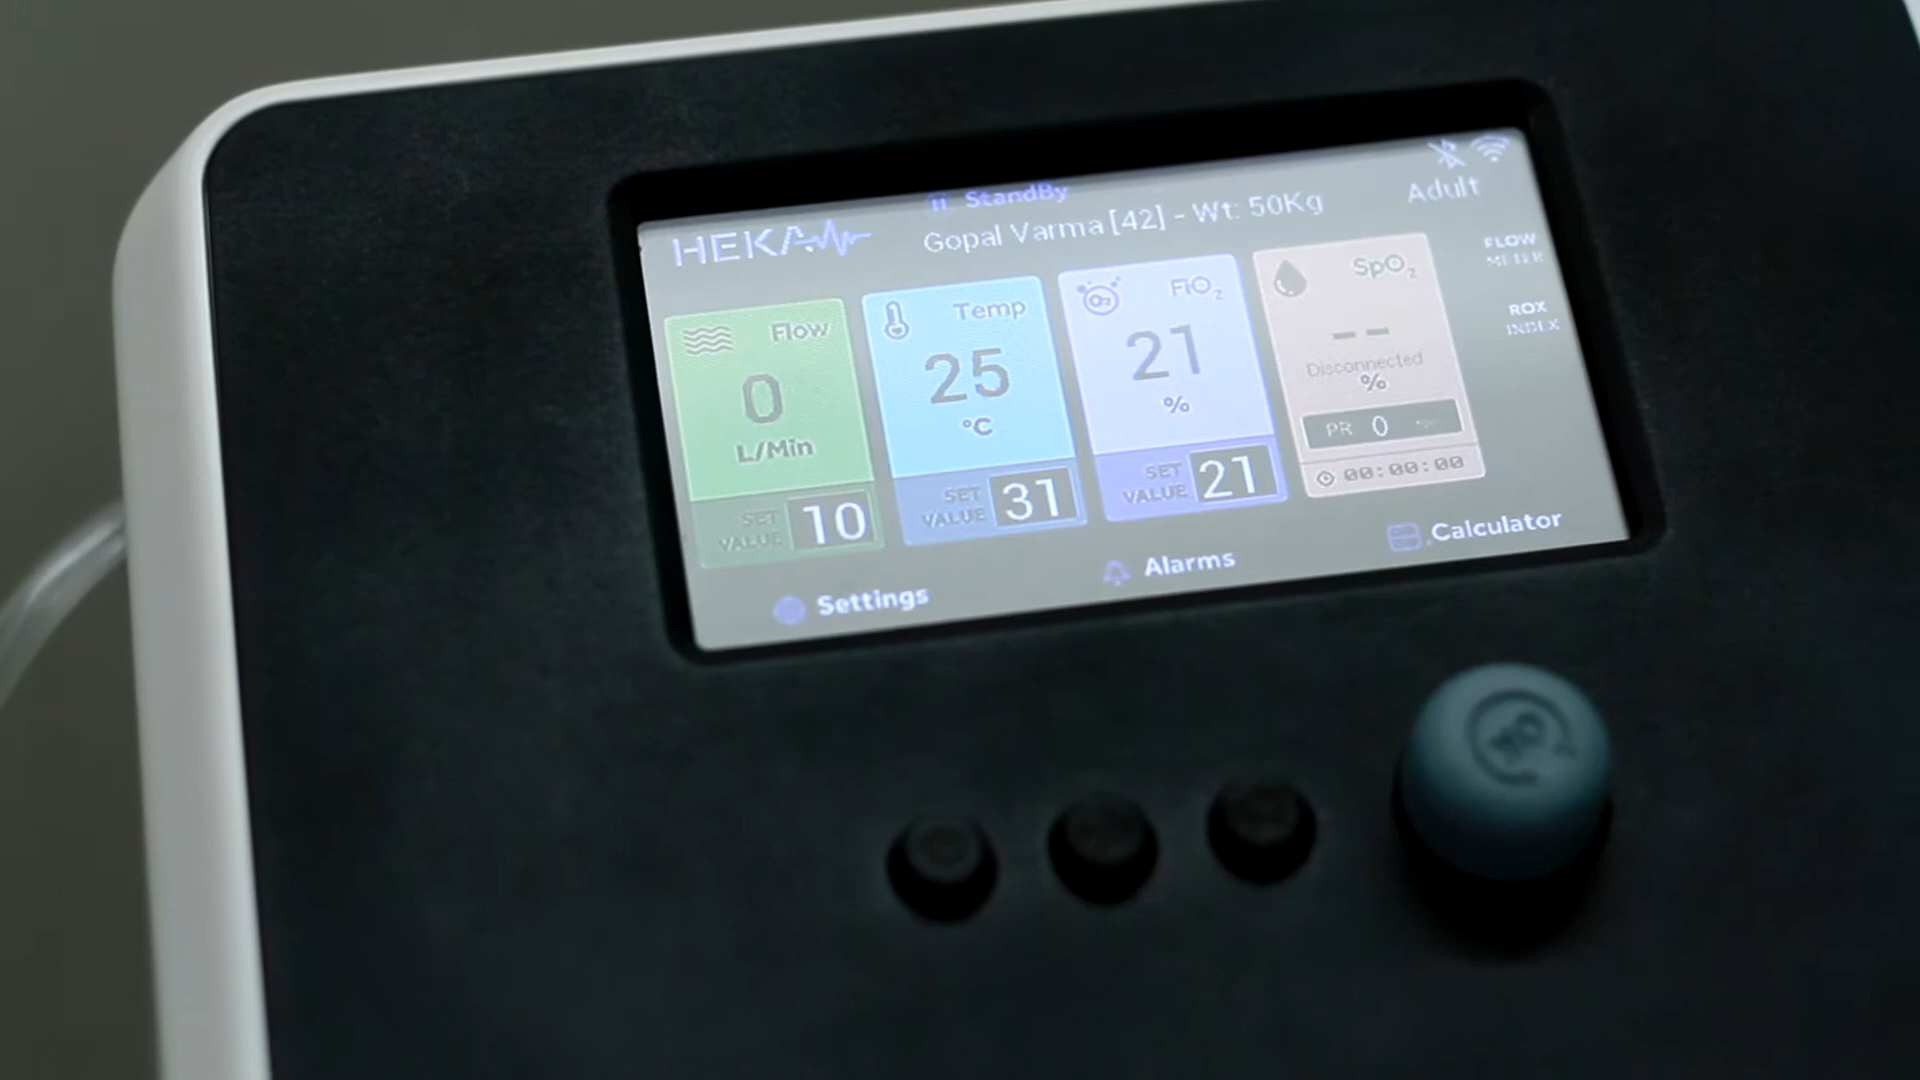 StandBy
HEKA
Gopal Varma [42] - Wt: 50Kg
Adult
Flow
0
L/Min
SET
VALUE
10
Temp
25
°C
SET
VALUE
31
O₂
FiO₂
21
%
SET
VALUE
21
SpO₂
--
Disconnected
%
PR 0
00:00:00
FLOW
METER
ROX
INDEX
Settings
Alarms
Calculator